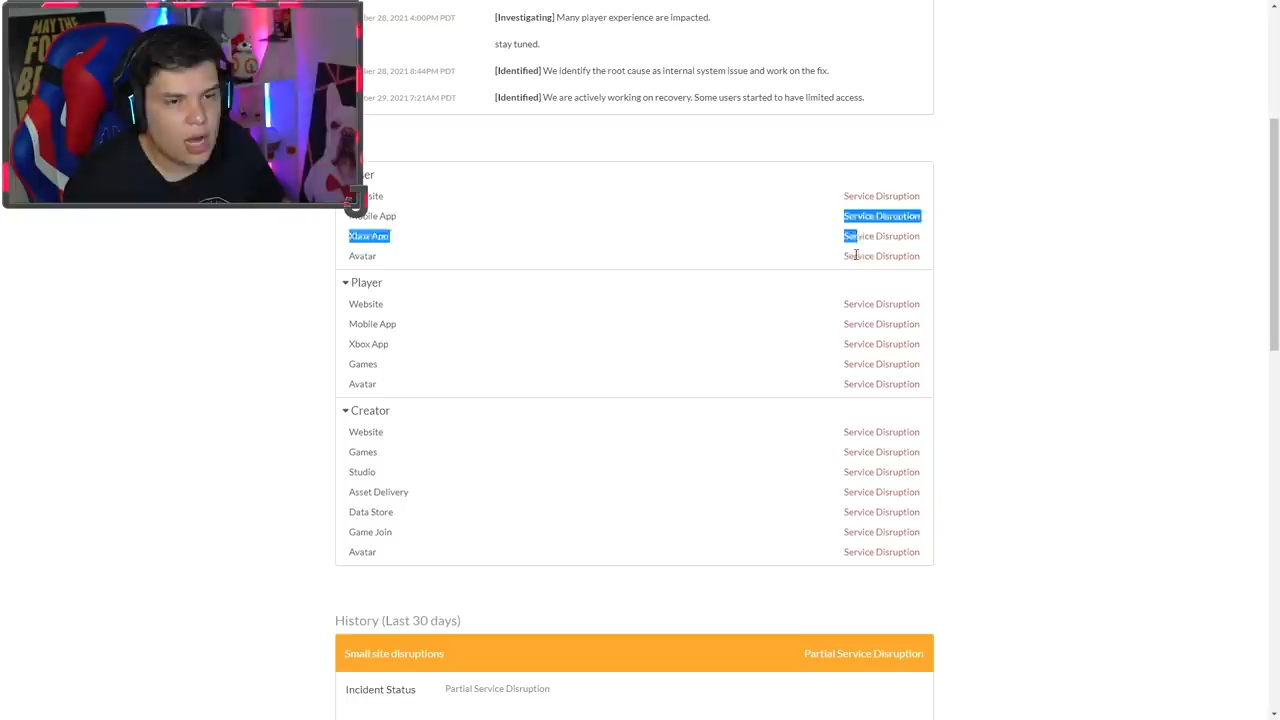 MAY THE
FO
BE
ber 28, 2021 4:00PM PDT [Investigating] Many player experience are impacted.
stay tuned.
ber 28, 2021 8:44PM PDT [Identified] We identify the root cause as internal system issue and work on the fix.
ber 29, 2021 7:21AM PDT [Identified] We are actively working on recovery. Some users started to have limited access.
er
site Service Disruption
Mobile App Service Disruption
Xbox App Service Disruption
Avatar Service Disruption
Player
Website Service Disruption
Mobile App Service Disruption
Xbox App Service Disruption
Games Service Disruption
Avatar Service Disruption
Creator
Website Service Disruption
Games Service Disruption
Studio Service Disruption
Asset Delivery Service Disruption
Data Store Service Disruption
Game Join Service Disruption
Avatar Service Disruption
History (Last 30 days)
Small site disruptions Partial Service Disruption
Incident Status Partial Service Disruption